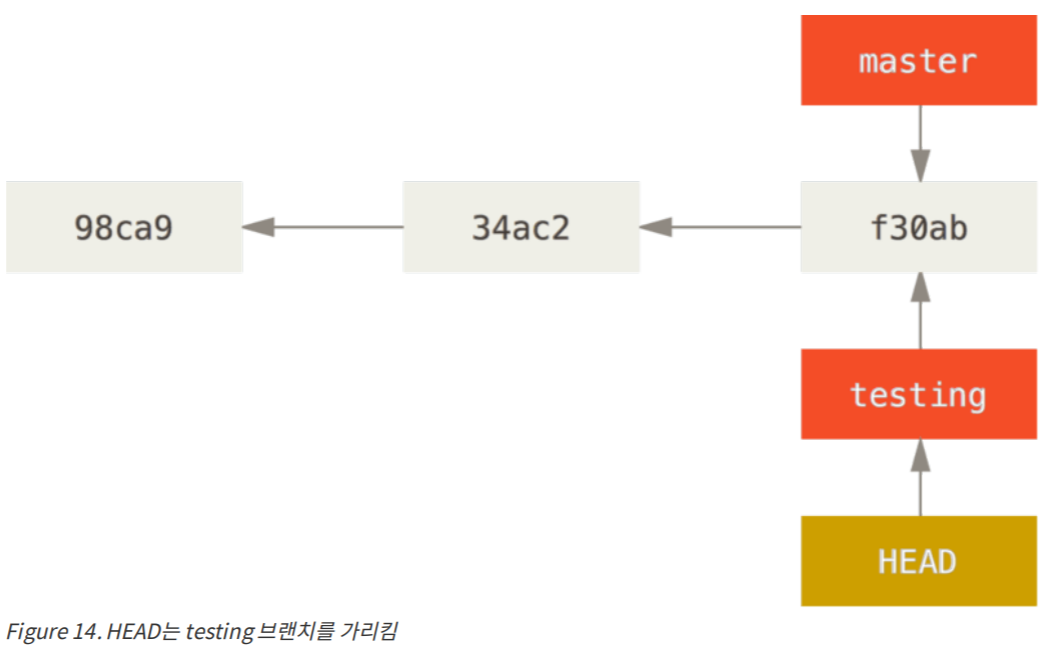 master
98ca9
34ac2
f30ab
testing
HEAD
Figure 14. HEAD는 testing 브랜치를 가리킴